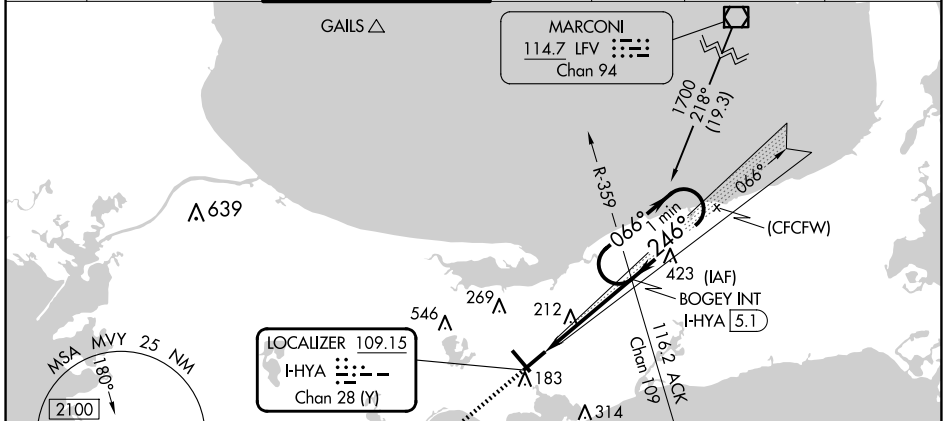 GAILS
MARCONI
114.7 LFV
Chan 94
1700
218°
(19.3)
R-359
066°
639
066°
1 min
246°
(CFCFW)
423
(IAF)
BOGEY INT
I-HYA 5.1
269
212
546
LOCALIZER 109.15
I-HYA
Chan 28 (Y)
183
116.2 ACK
Chan 109
MSA MVY 25 NM
180°
2100
314